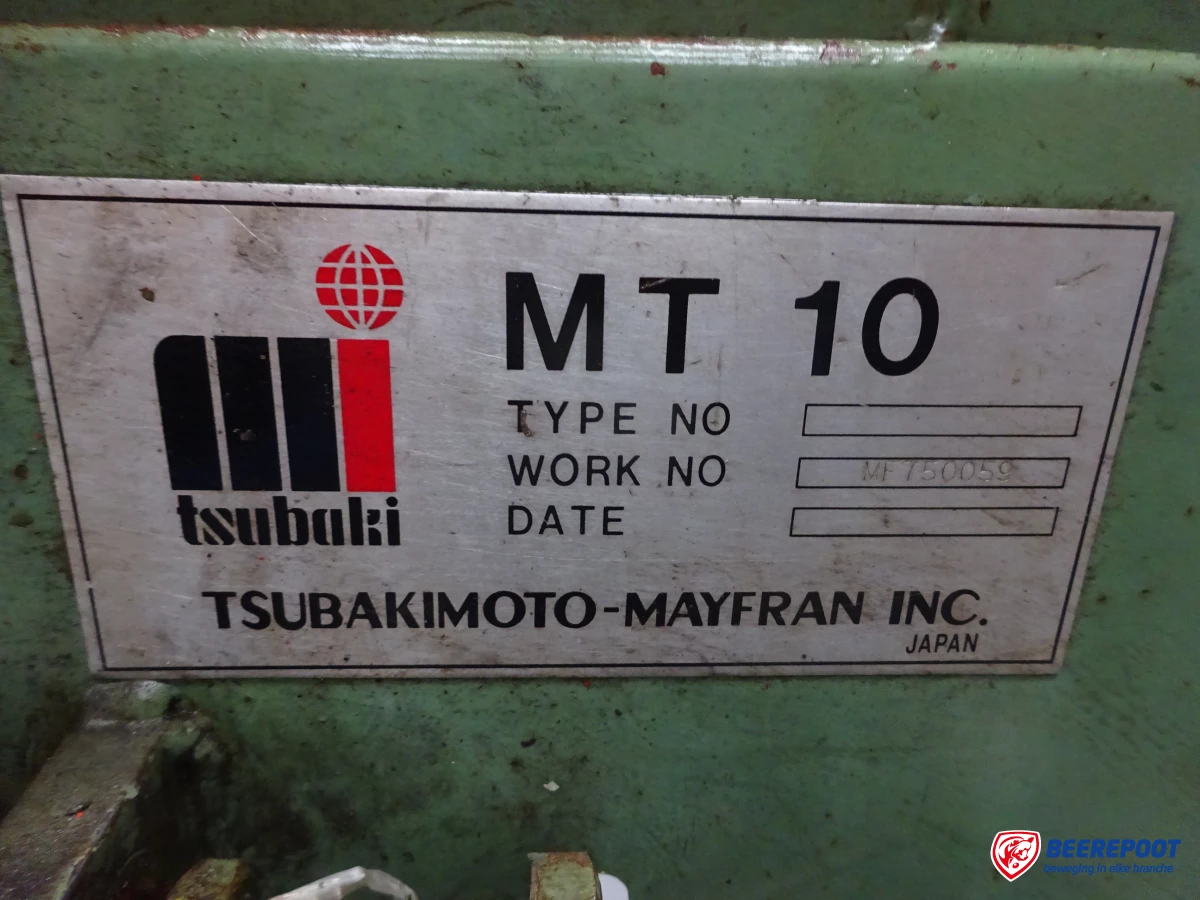 MT 10
TYPE NO
WORK NO MF750059
DATE
tsubaki
TSUBAKIMOTO-MAYFRAN INC.
JAPAN
BEEREPOOT
beweging in elke branche.